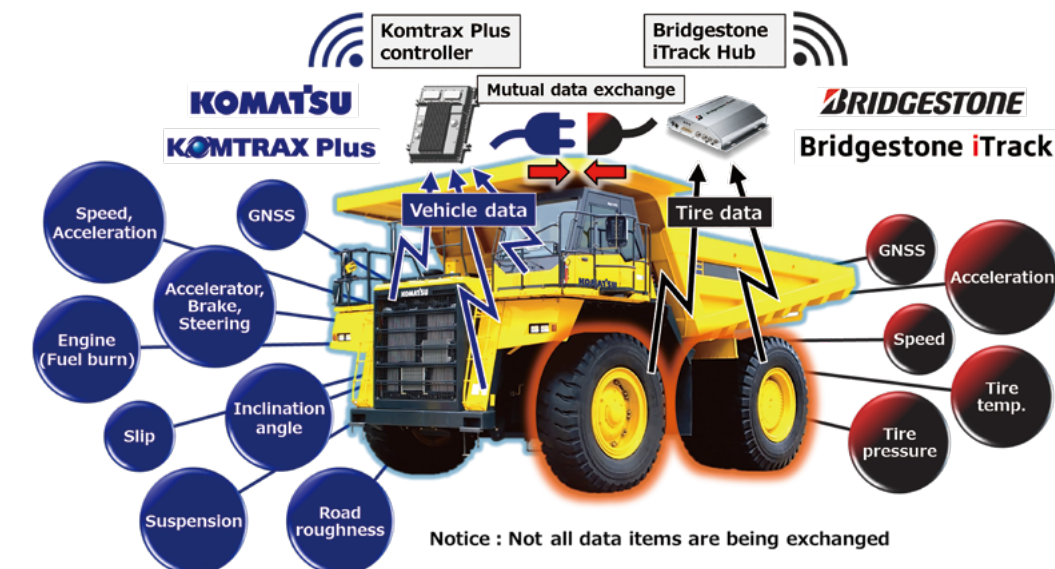 Komtrax Plus
controller
Bridgestone
iTrack Hub
KOMATSU
Mutual data exchange
BRIDGESTONE
KOMTRAX Plus
Bridgestone iTrack
Speed,
Acceleration
GNSS
Vehicle data
Tire data
GNSS
Acceleration
Accelerator,
Brake,
Steering
KOMATSU
KOMATSU
Engine
(Fuel burn)
Speed
Tire
temp.
Inclination
angle
Slip
Tire
pressure
Suspension
Road
roughness
Notice : Not all data items are being exchanged